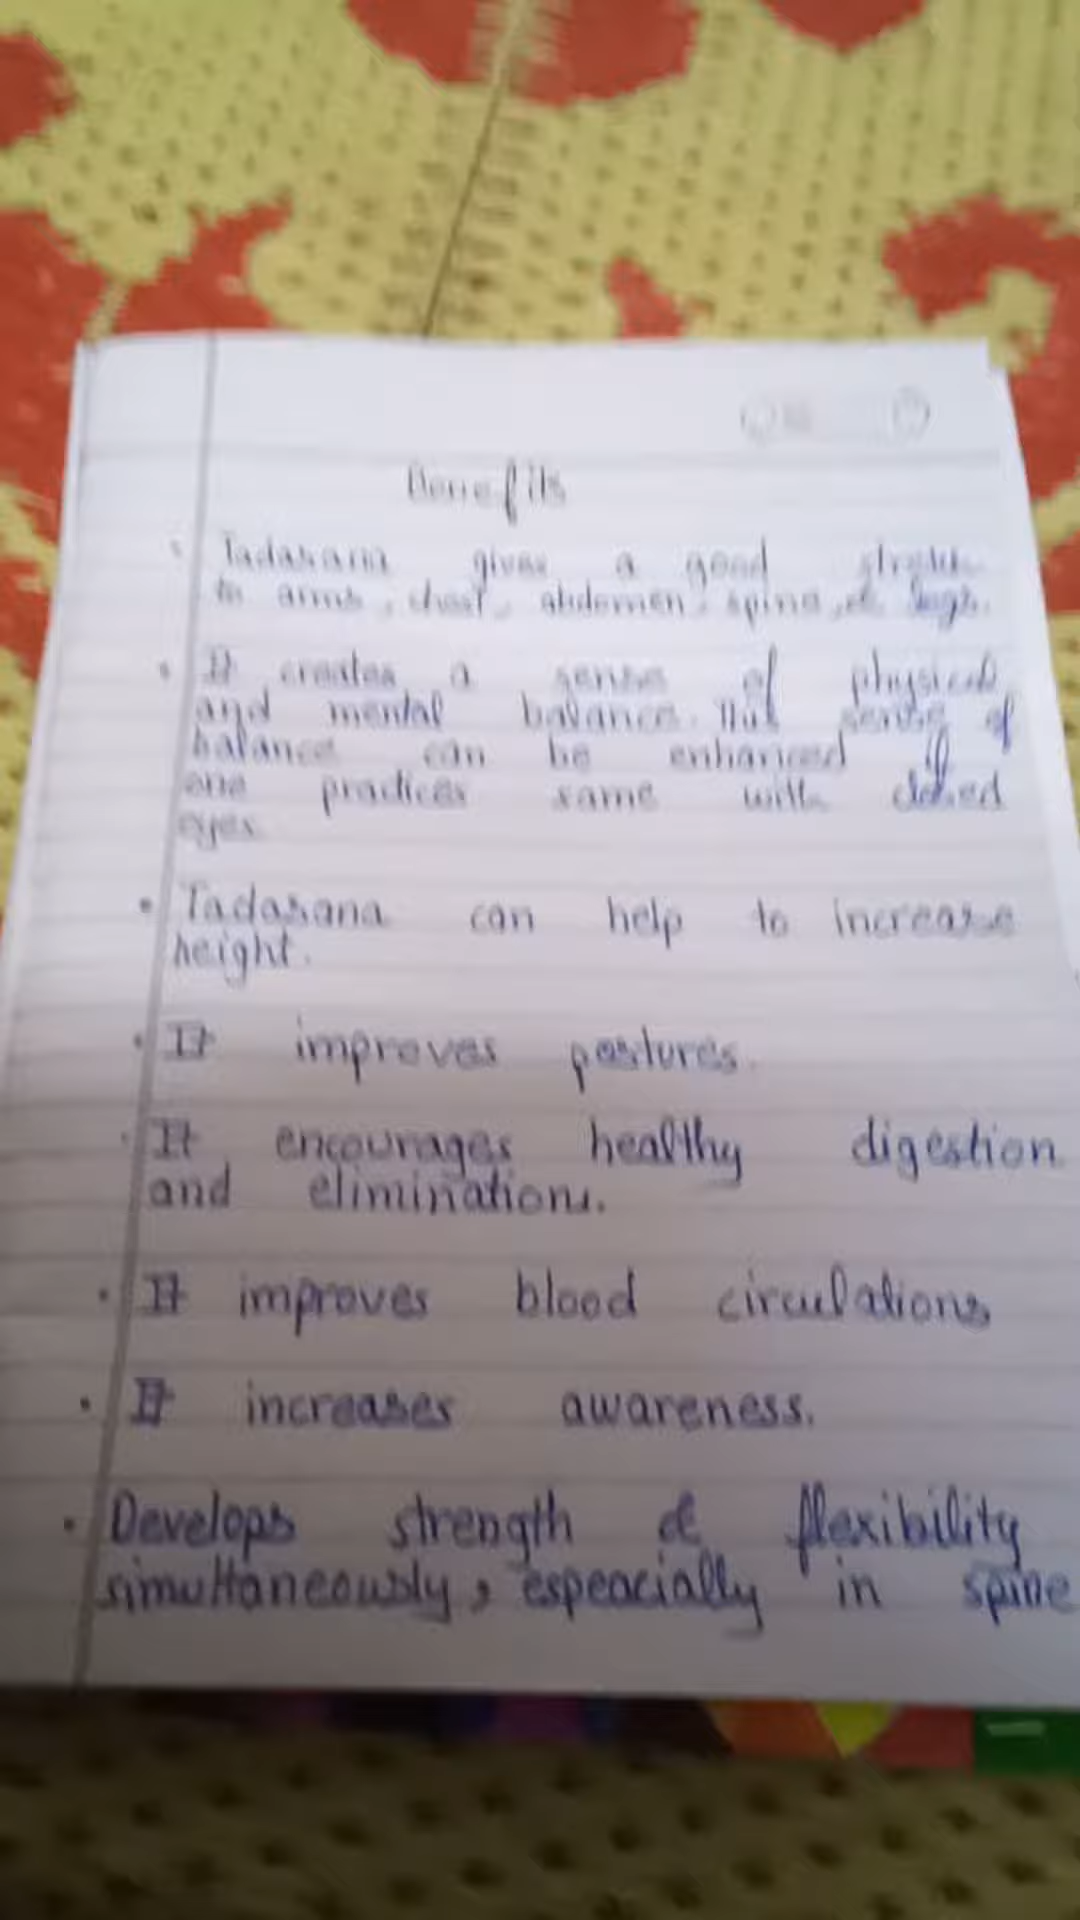 Benefits
• Tadasana gives a good stretch
to arms, chest, abdomen, spine, & legs.
• It creates a sense of physical
and mental balance. This sense of
balance can be enhanced if
one practices same with closed
eyes.
• Tadasana can help to increase
height.
• It improves postures.
• It encourages healthy digestion
and eliminations.
• It improves blood circulations
• It increases awareness.
• Develops strength & flexibility
simultaneously, espeacially in spine